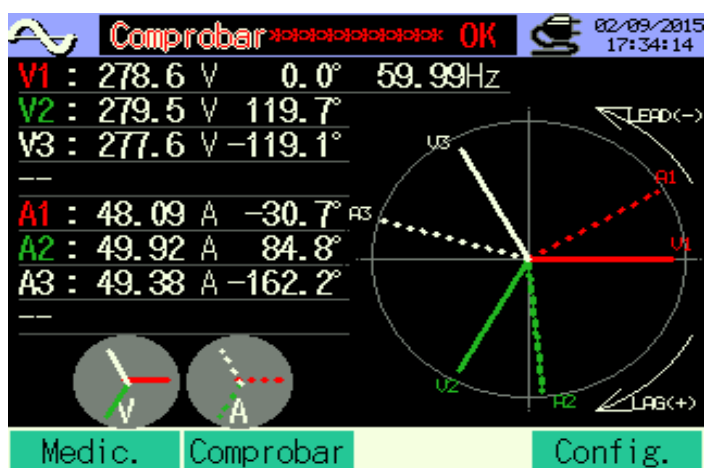 Comprobar************ OK
02/09/2015
17:34:14
V1 : 278.6 V 0.0° 59.99Hz
V2 : 279.5 V 119.7°
V3 : 277.6 V -119.1°
--
A1 : 48.09 A -30.7°
A2 : 49.92 A 84.8°
A3 : 49.38 A -162.2°
--
LEAD(-)
V3
A1
A3
V1
V2
A2
LAG(+)
V
A
Medic.
Comprobar
Config.